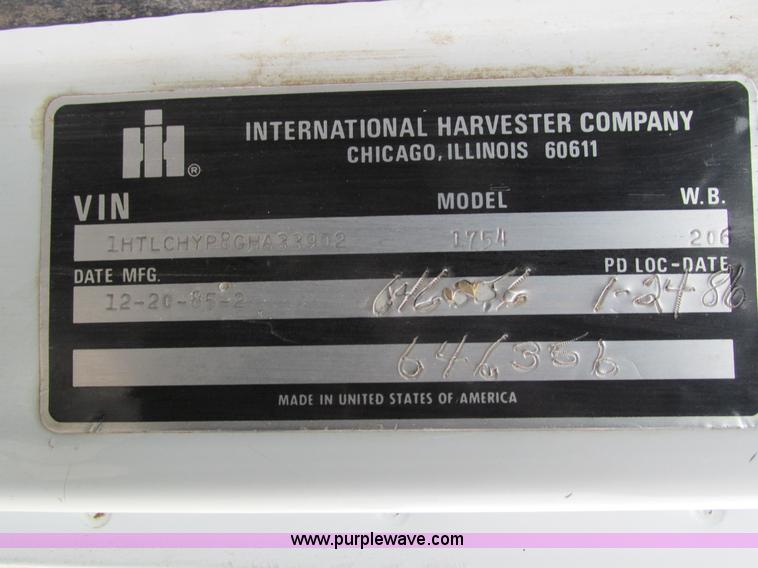 IH®
INTERNATIONAL HARVESTER COMPANY
CHICAGO, ILLINOIS 60611
VIN MODEL W.B.
1HTLCHYP8GHA33902 1754 206
DATE MFG. PD LOC-DATE
12-20-85-2 1-24-86
646356
MADE IN UNITED STATES OF AMERICA
www.purplewave.com